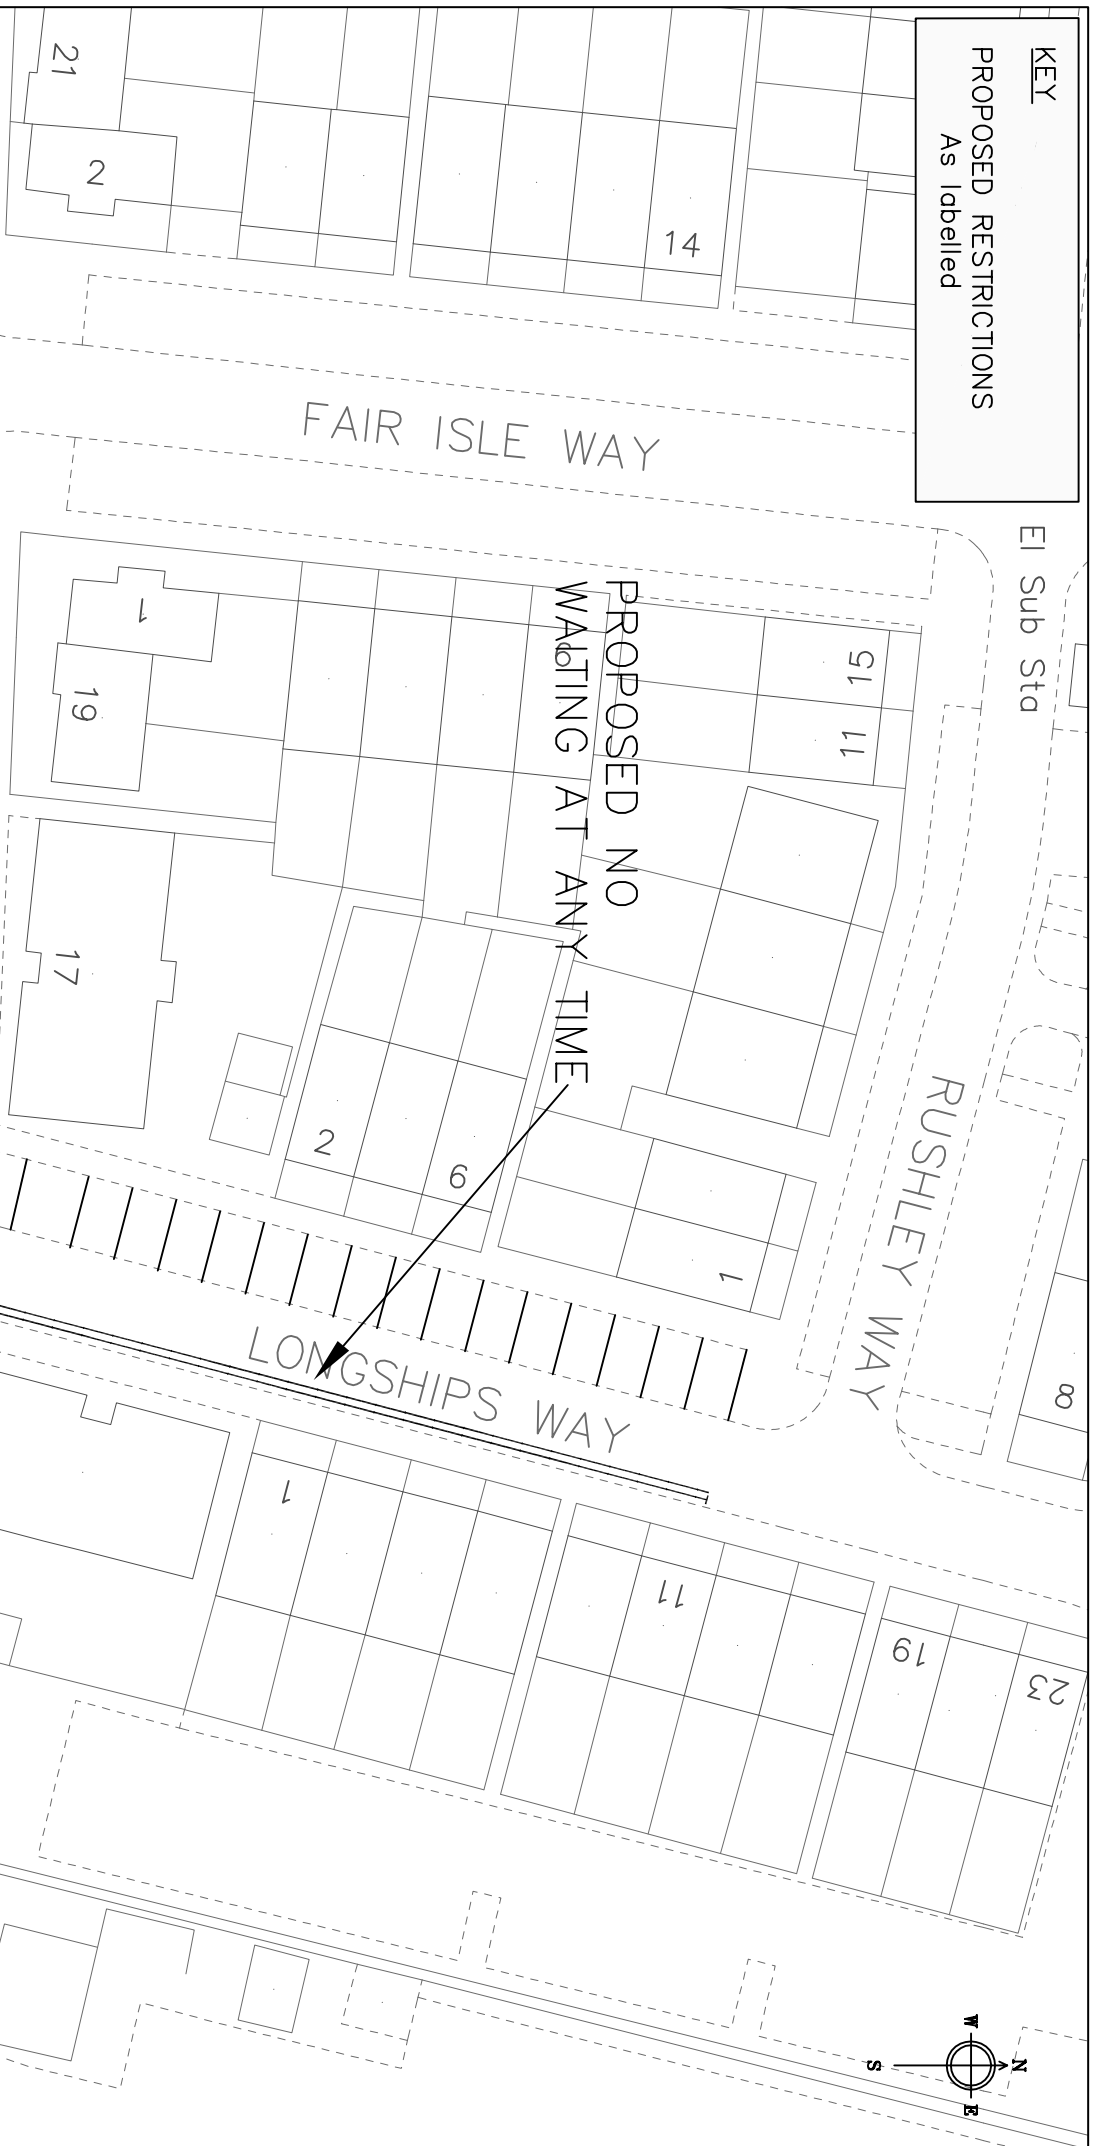 KEY
PROPOSED RESTRICTIONS
As labelled
El Sub Sta
21
2
14
FAIR ISLE WAY
1
19
17
15
11
8
PROPOSED NO
WAITING AT ANY TIME
2
6
1
RUSHLEY WAY
8
LONGSHIPS WAY
1
11
19
23
N
W
E
S